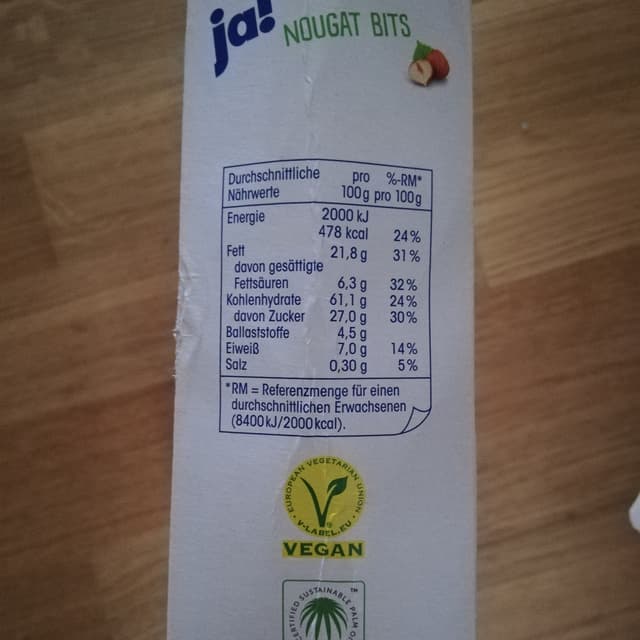 ja!
NOUGAT BITS
Durchschnittliche pro %-RM*
Nährwerte 100g pro 100g
Energie 2000 kJ
478 kcal 24%
Fett 21,8 g 31%
davon gesättigte
Fettsäuren 6,3 g 32%
Kohlenhydrate 61,1 g 24%
davon Zucker 27,0 g 30%
Ballaststoffe 4,5 g
Eiweiß 7,0 g 14%
Salz 0,30 g 5%
*RM = Referenzmenge für einen
durchschnittlichen Erwachsenen
(8400 kJ/2000 kcal).
EUROPEAN VEGETARIAN UNION
V-LABEL.EU
VEGAN
CERTIFIED SUSTAINABLE PALM
TM